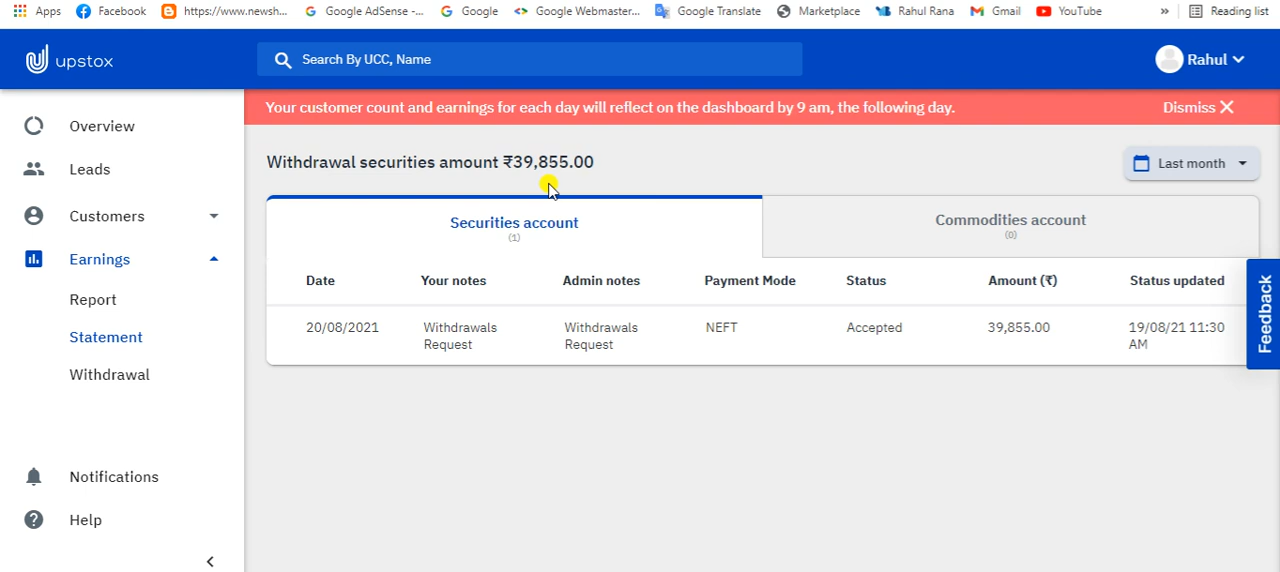 Apps Facebook https://www.newsh... Google AdSense -... Google Google Webmaster... Google Translate Marketplace Rahul Rana Gmail YouTube » Reading list
upstox
Search By UCC, Name
Rahul
Your customer count and earnings for each day will reflect on the dashboard by 9 am, the following day.
Dismiss
Overview
Leads
Customers
Earnings
Report
Statement
Withdrawal
Notifications
Help
Withdrawal securities amount ₹39,855.00
Last month
Securities account
(1)
Commodities account
(0)
Date Your notes Admin notes Payment Mode Status Amount (₹) Status updated
20/08/2021 Withdrawals Withdrawals NEFT Accepted 39,855.00 19/08/21 11:30
Request Request AM
Feedback